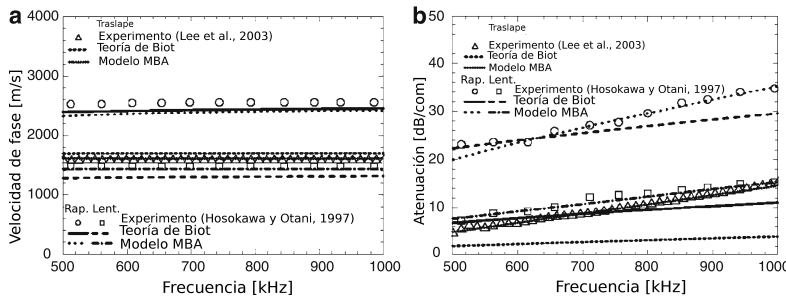 a
Velocidad de fase [m/s]
4000
3000
2000
1000
0
Traslape
Experimento (Lee et al., 2003)
Teoría de Biot
Modelo MBA
Rap. Lent.
Experimento (Hosokawa y Otani, 1997)
Teoría de Biot
Modelo MBA
500 600 700 800 900 1000
Frecuencia [kHz]
b
Atenuación [dB/com]
50
40
30
20
10
0
Traslape
Experimento (Lee et al., 2003)
Teoría de Biot
Modelo MBA
Rap. Lent.
Experimento (Hosokawa y Otani, 1997)
Teoría de Biot
Modelo MBA
500 600 700 800 900 1000
Frecuencia [kHz]